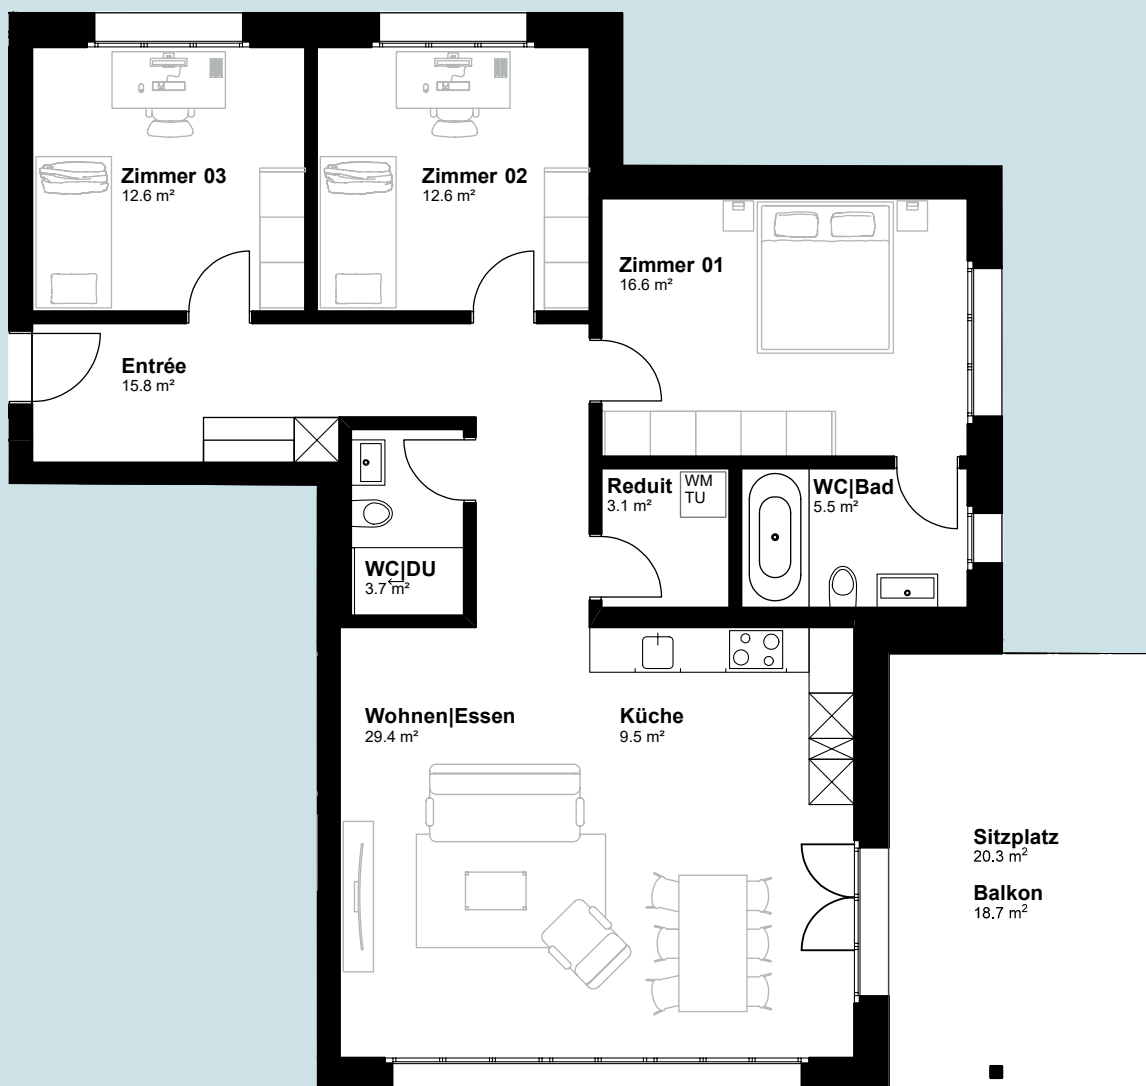 Zimmer 03
12.6 m²
Zimmer 02
12.6 m²
Zimmer 01
16.6 m²
Entrée
15.8 m²
Reduit
3.1 m²
WM
TU
WC|Bad
5.5 m²
WC|DU
3.7 m²
Wohnen|Essen
29.4 m²
Küche
9.5 m²
Sitzplatz
20.3 m²
Balkon
18.7 m²